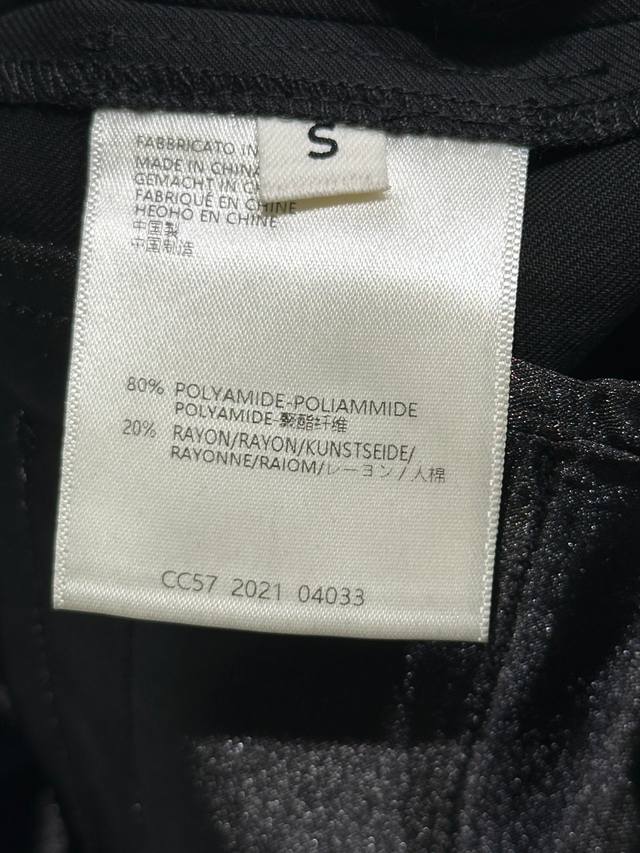 S
FABBRICATO IN
MADE IN CHINA
GEMACHT IN CH
FABRIQUÉ EN CHINE
HEOHO EN CHINE
中国製
中国制造
80% POLYAMIDE-POLIAMMIDE
POLYAMIDE-聚酯纤维
20% RAYON/RAYON/KUNSTSEIDE/
RAYONNE/RAIOM/レーヨン/人棉
CC57 2021 04033